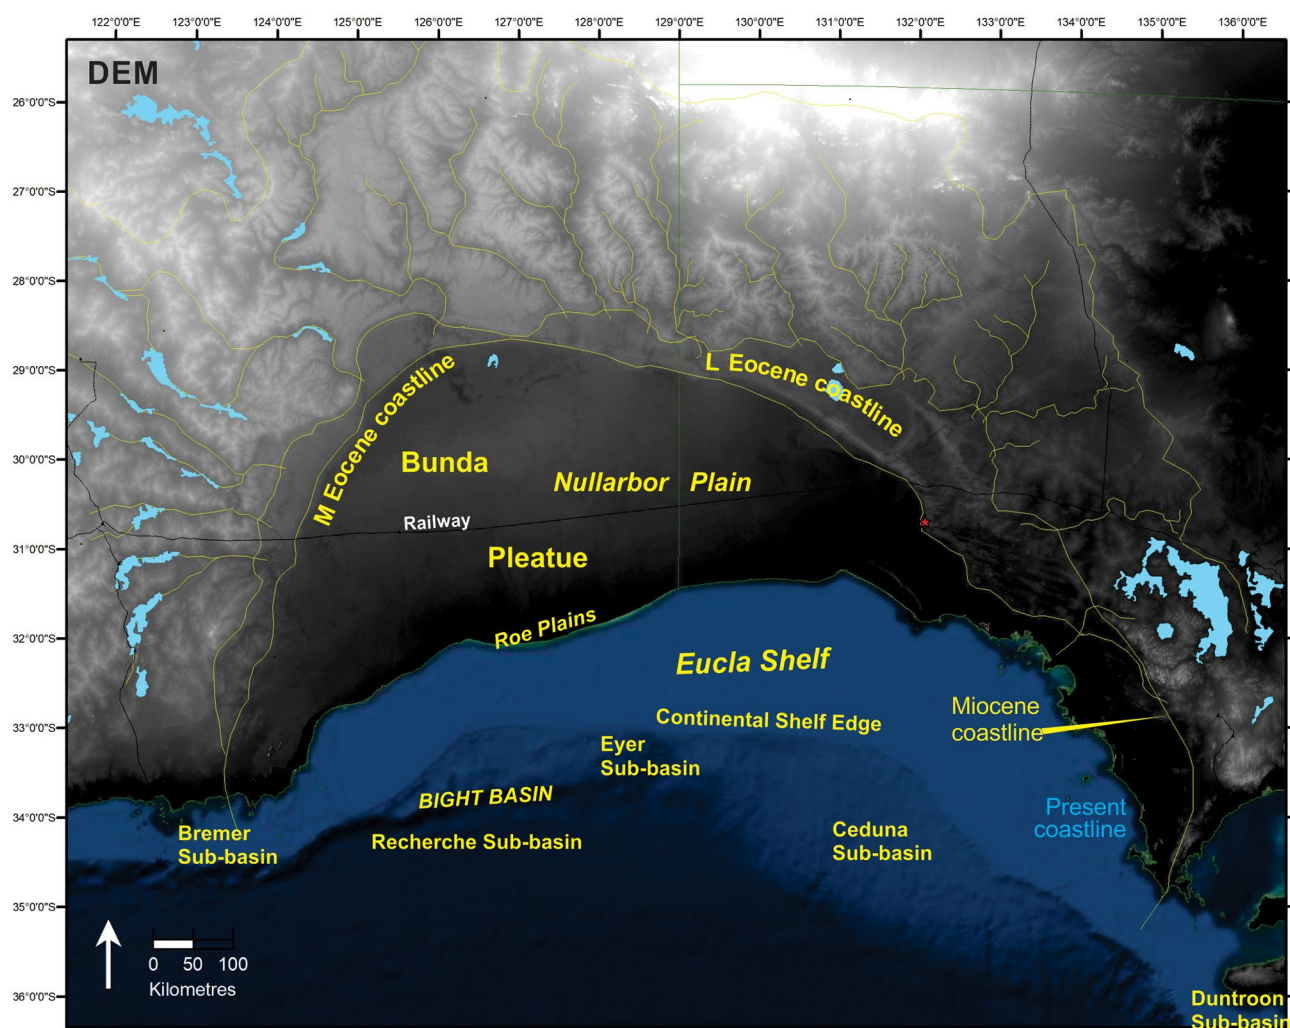 122°0'0"E 123°0'0"E 124°0'0"E 125°0'0"E 126°0'0"E 127°0'0"E 128°0'0"E 129°0'0"E 130°0'0"E 131°0'0"E 132°0'0"E 133°0'0"E 134°0'0"E 135°0'0"E 136°0'0"E
DEM
26°0'0"S
27°0'0"S
28°0'0"S
29°0'0"S
30°0'0"S
31°0'0"S
32°0'0"S
33°0'0"S
34°0'0"S
35°0'0"S
36°0'0"S
L Eocene coastline
M Eocene coastline
Bunda
Nullarbor Plain
Railway
Pleatue
Roe Plains
Eucla Shelf
Continental Shelf Edge
Miocene
coastline
Eyer
Sub-basin
BIGHT BASIN
Present
coastline
Bremer
Sub-basin
Recherche Sub-basin
Ceduna
Sub-basin
0 50 100
Kilometres
Duntroon
Sub-basin